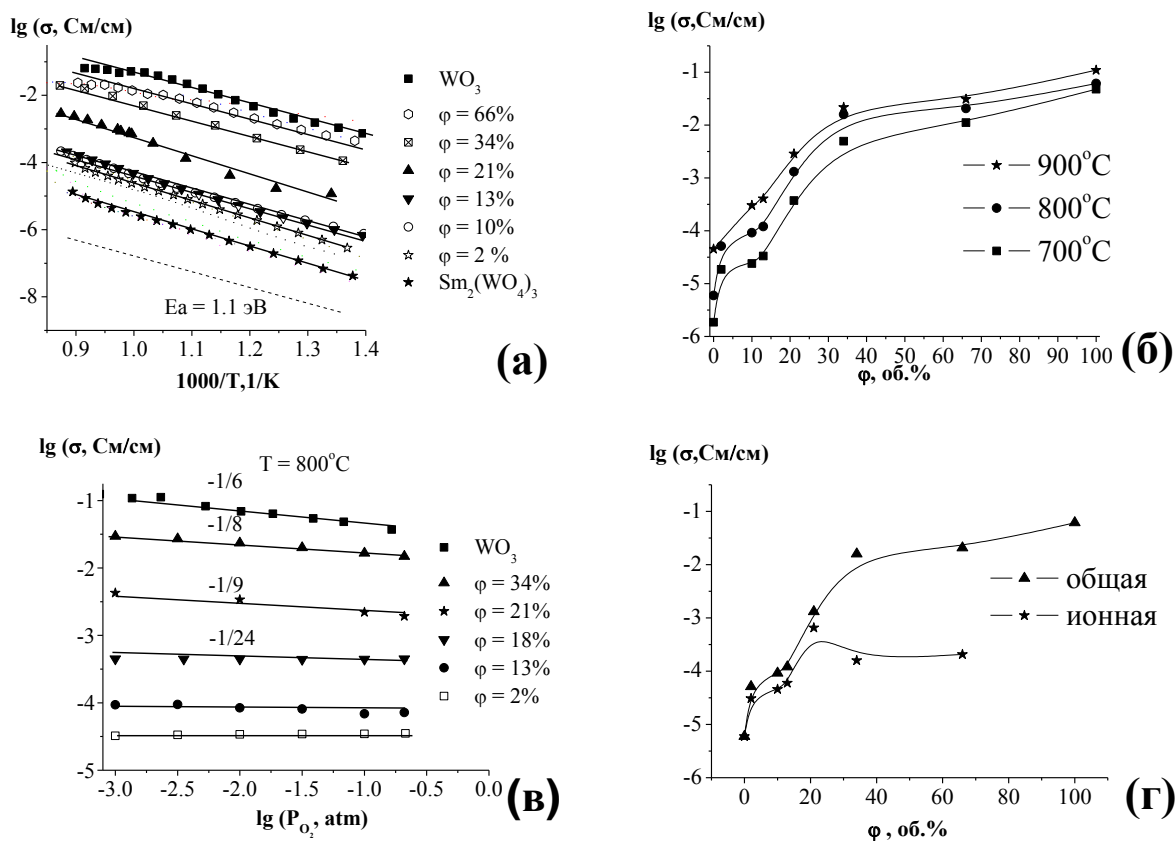 lg (σ, См/см)
-2
-4
-6
-8
0.9 1.0 1.1 1.2 1.3 1.4
1000/T,1/K
Ea = 1.1 эВ
WO3
φ = 66%
φ = 34%
φ = 21%
φ = 13%
φ = 10%
φ = 2 %
Sm2(WO4)3
(а)
lg (σ,См/см)
-1
-2
-3
-4
-5
-6
0 10 20 30 40 50 60 70 80 90 100
φ, об.%
900°C
800°C
700°C
(б)
lg (σ, См/см)
T = 800°C
-1
-2
-3
-4
-5
-3.0 -2.5 -2.0 -1.5 -1.0 -0.5 0.0
lg (PO2, atm)
-1/6
-1/8
-1/9
-1/24
WO3
φ = 34%
φ = 21%
φ = 18%
φ = 13%
φ = 2%
(в)
lg (σ,См/см)
-1
-2
-3
-4
-5
-6
0 20 40 60 80 100
φ , об.%
общая
ионная
(г)